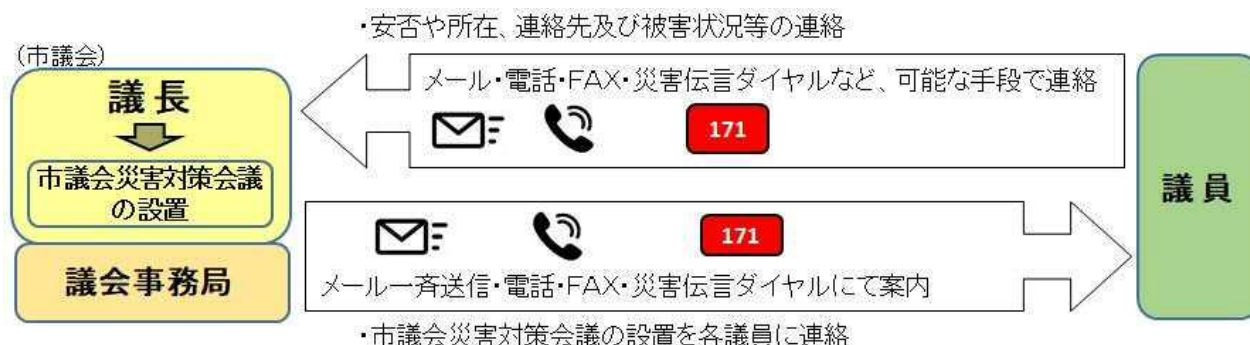 ・安否や所在、連絡先及び被害状況等の連絡
(市議会)
議長
市議会災害対策会議
の設置
議会事務局
メール・電話・FAX・災害伝言ダイヤルなど、可能な手段で連絡
171
171
メール一斉送信・電話・FAX・災害伝言ダイヤルにて案内
議員
・市議会災害対策会議の設置を各議員に連絡